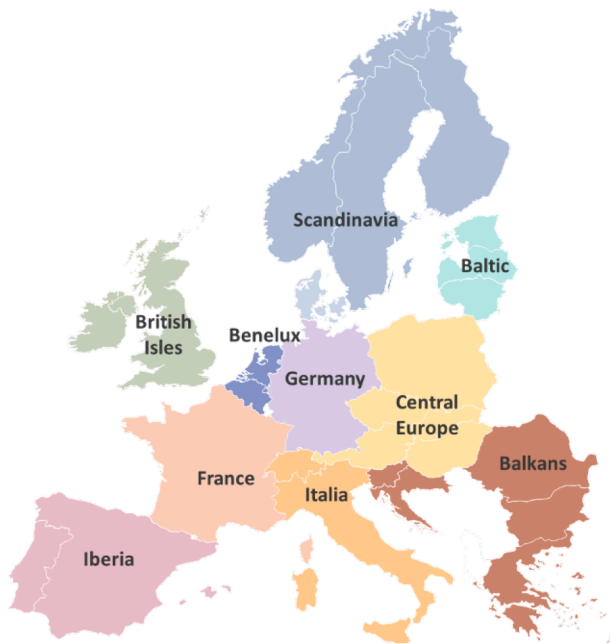 Scandinavia
Baltic
British
Isles
Benelux
Germany
Central
Europe
France
Italia
Balkans
Iberia